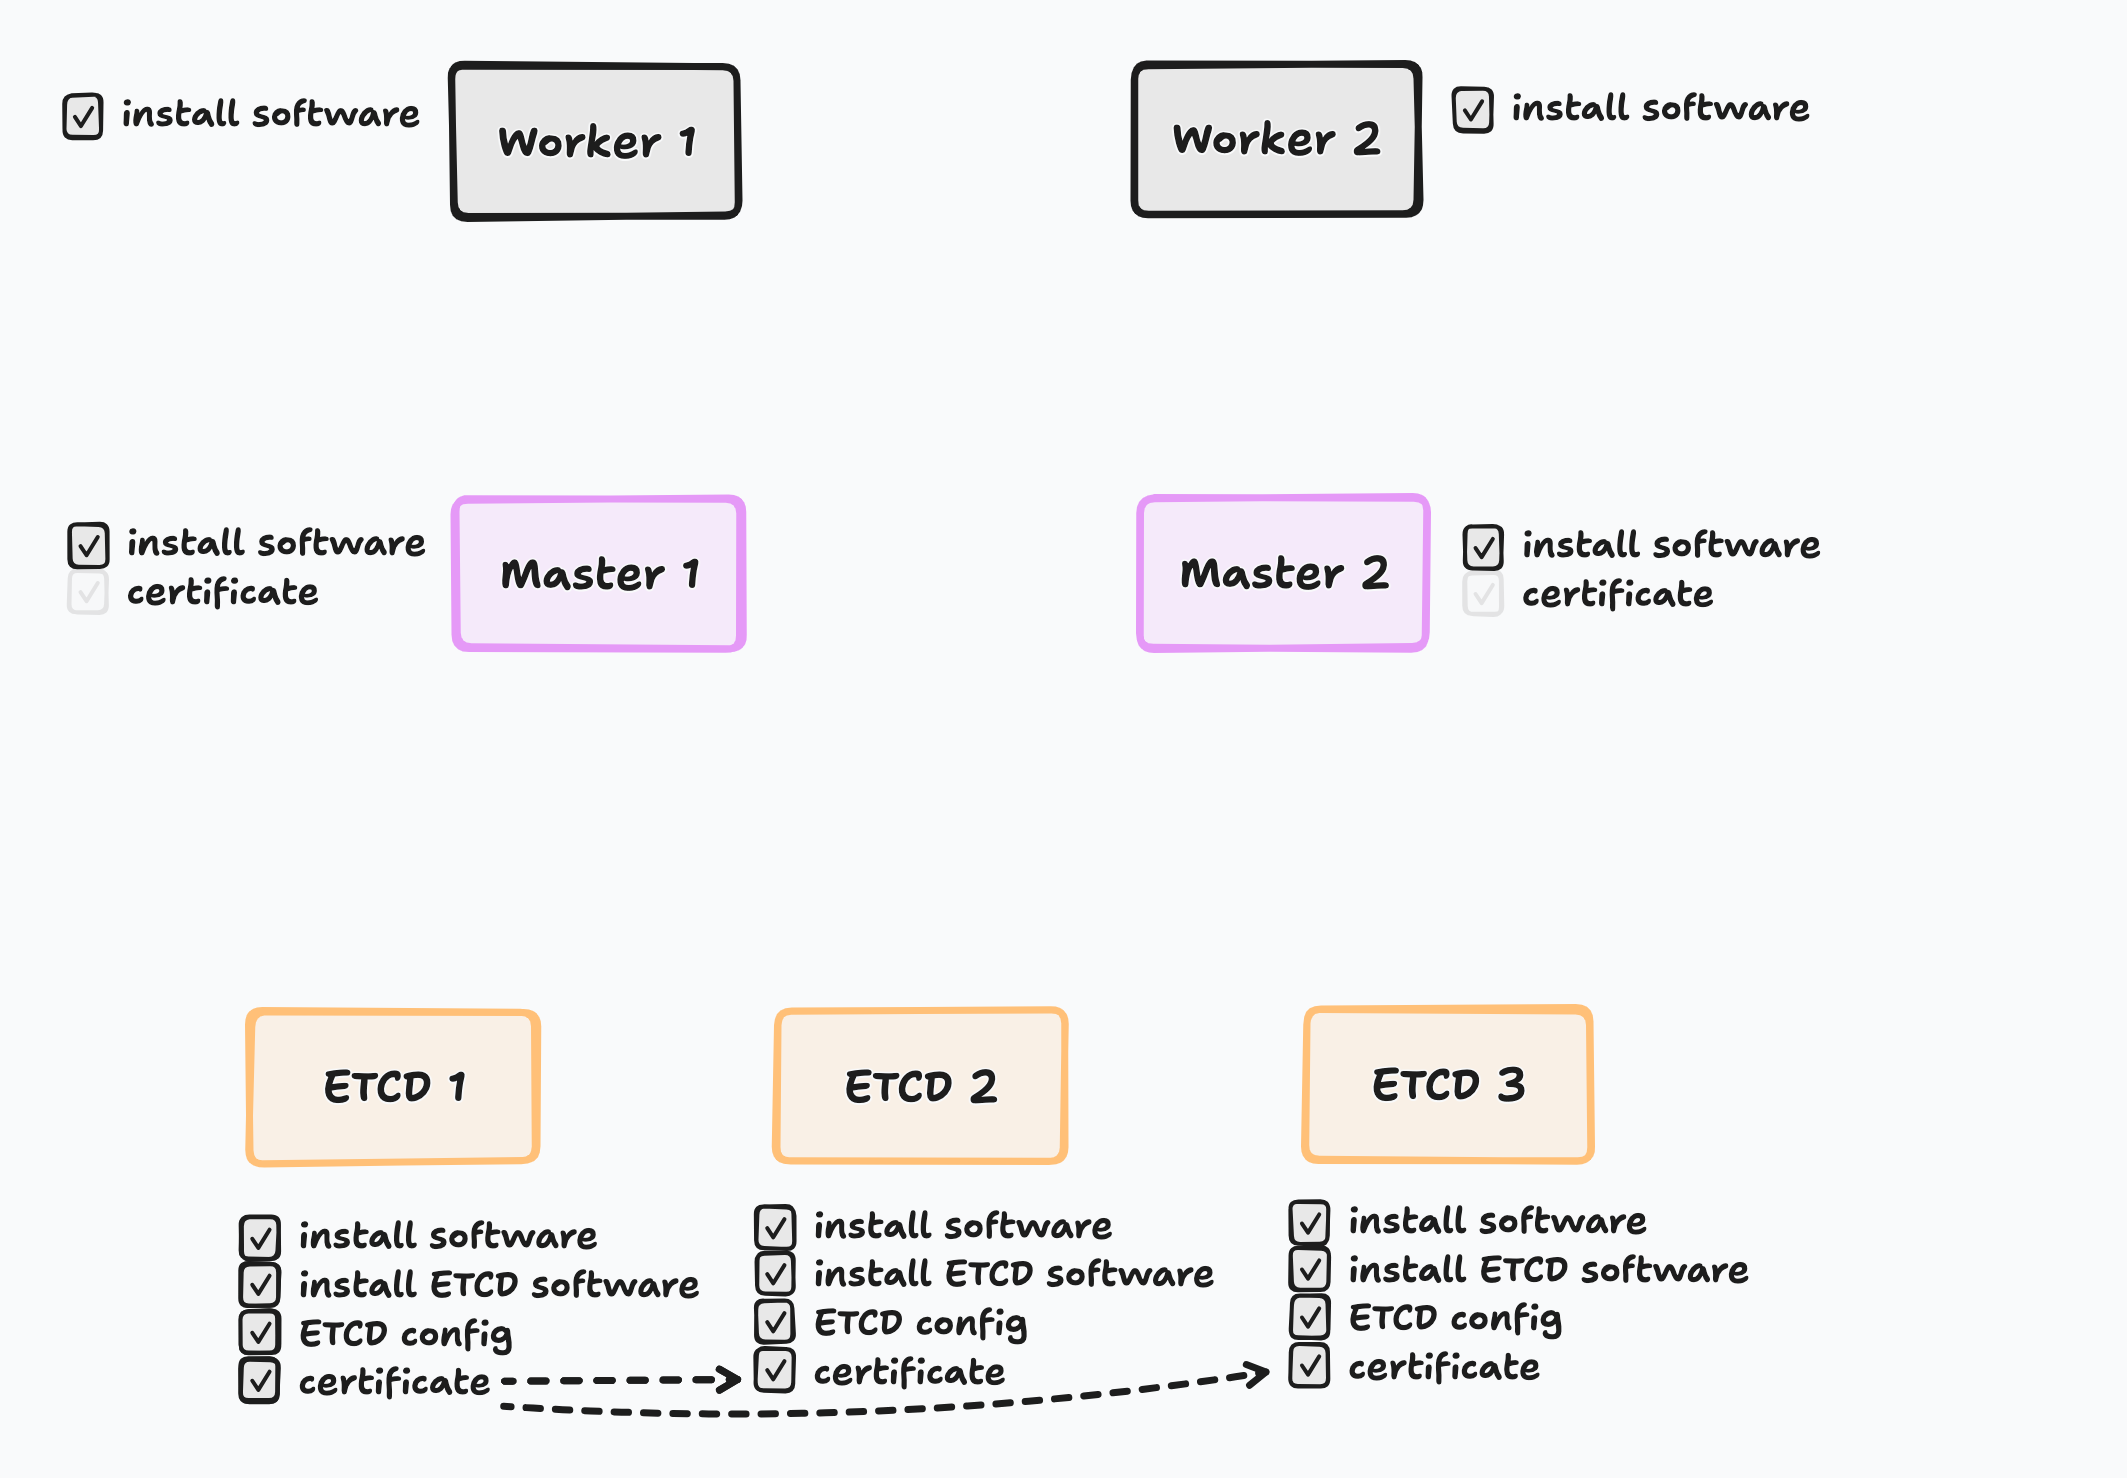 install software
Worker 1
Worker 2
install software
install software
certificate
Master 1
Master 2
install software
certificate
ETCD 1
ETCD 2
ETCD 3
install software
install ETCD software
ETCD config
certificate
install software
install ETCD software
ETCD config
certificate
install software
install ETCD software
ETCD config
certificate